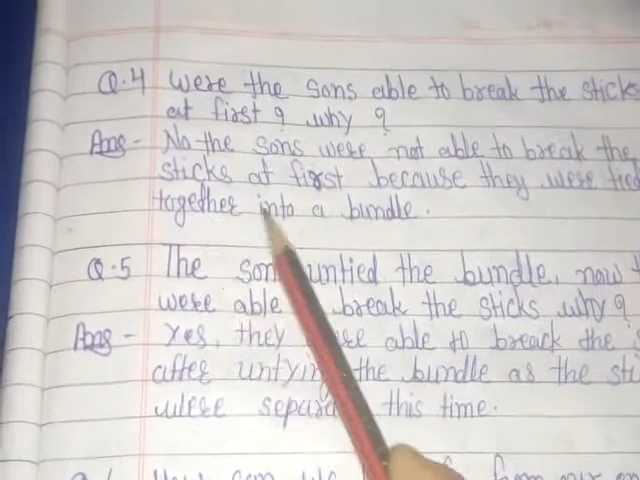 Q.4 Were the sons able to break the sticks
at first? why?
Ans - No the sons were not able to break the
sticks at first because they were tied
together into a bundle.
Q.5 The sons untied the bundle, now
were able break the sticks why?
Ans - Yes, they were able to break the
after untying the bundle as the
were separate this time.